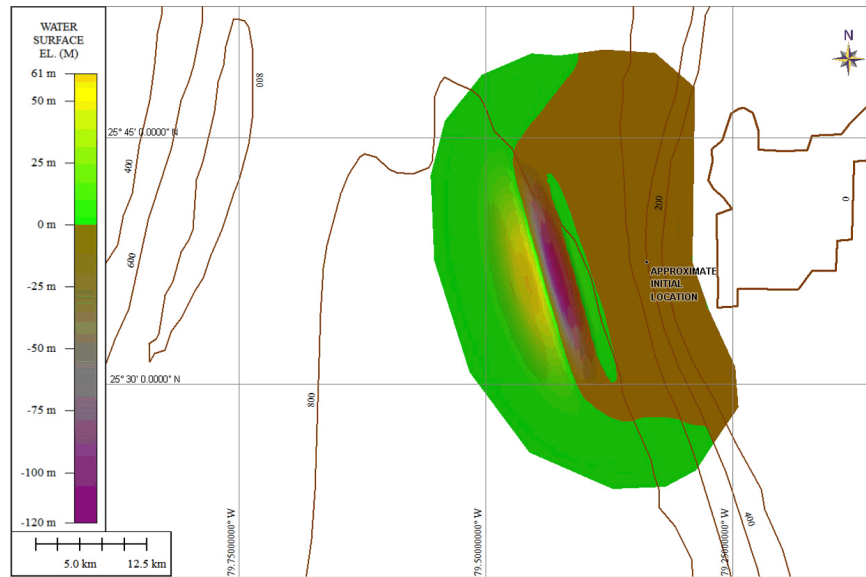 WATER
SURFACE
EL. (M)
61 m
50 m
25 m
0 m
-25 m
-50 m
-75 m
-100 m
-120 m
5.0 km 12.5 km
N
25° 45' 0.0000" N
25° 30' 0.0000" N
79.75000000° W
79.50000000° W
79.25000000° W
400
600
800
800
200
400
0
APPROXIMATE
INITIAL
LOCATION